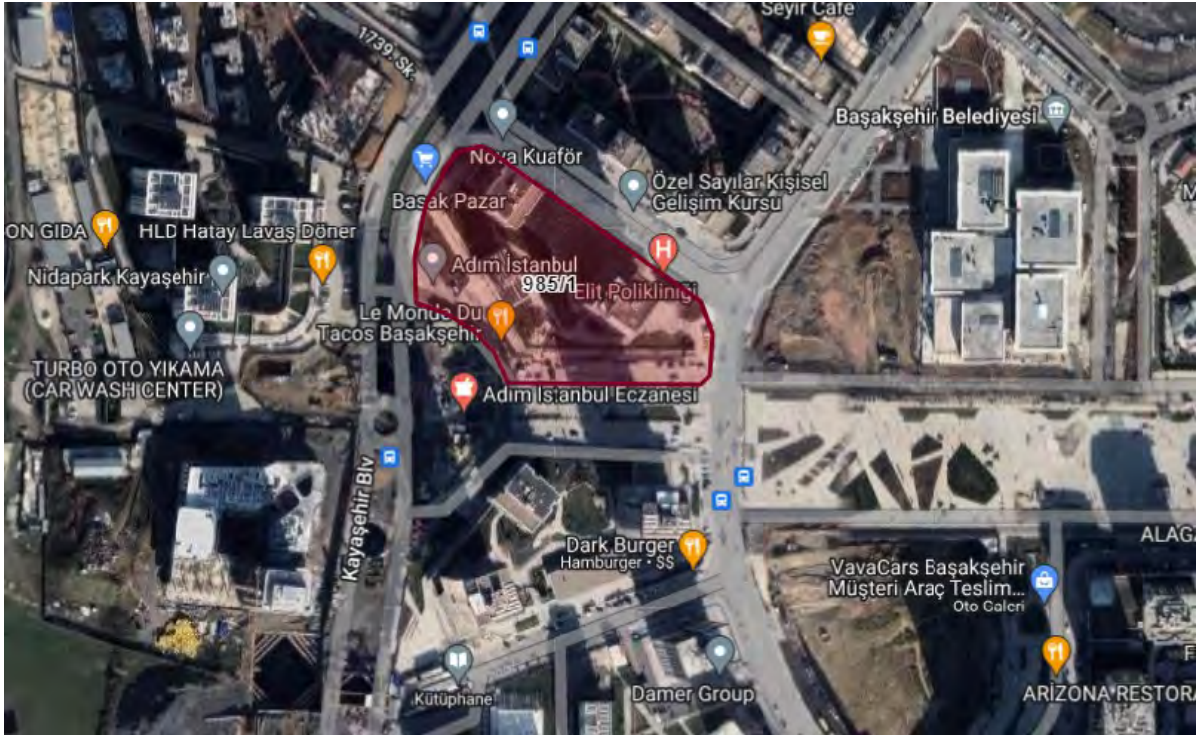 Seyir Cafe
1739. Sk.
Başakşehir Belediyesi
Nova Kuaför
Özel Sayılar Kişisel
Gelişim Kursu
Başak Pazar
ON GIDA
HLD Hatay Lavaş Döner
Nidapark Kayaşehir
Adım İstanbul
985/1
Elit Polikliniği
Le Monde Du
Tacos Başakşehir
TURBO OTO YIKAMA
(CAR WASH CENTER)
Adım İstanbul Eczanesi
Kayaşehir Blv
Dark Burger
Hamburger • $$
ALAGA
VavaCars Başakşehir
Müşteri Araç Teslim...
Oto Galeri
Kütüphane
Damer Group
ARİZONA RESTORA